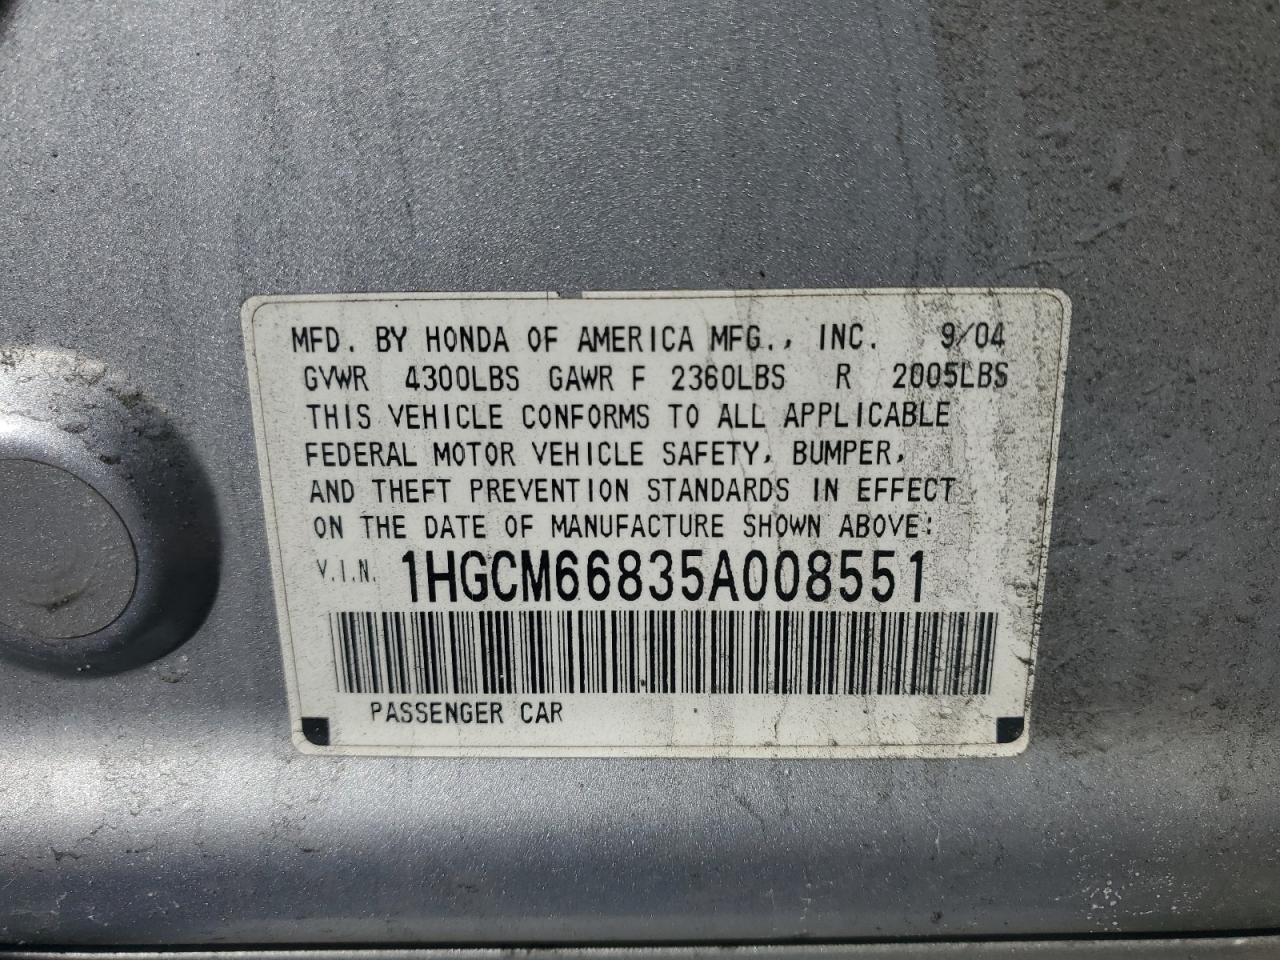 MFD. BY HONDA OF AMERICA MFG., INC. 9/04
GVWR 4300LBS GAWR F 2360LBS R 2005LBS
THIS VEHICLE CONFORMS TO ALL APPLICABLE
FEDERAL MOTOR VEHICLE SAFETY, BUMPER,
AND THEFT PREVENTION STANDARDS IN EFFECT
ON THE DATE OF MANUFACTURE SHOWN ABOVE:
V.I.N. 1HGCM66835A008551
PASSENGER CAR